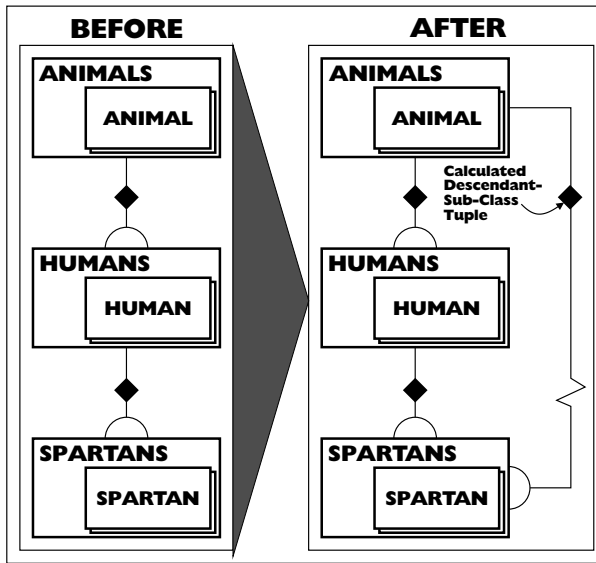 BEFORE
ANIMALS
ANIMAL
HUMANS
HUMAN
SPARTANS
SPARTAN
AFTER
ANIMALS
ANIMAL
Calculated
Descendant-
Sub-Class
Tuple
HUMANS
HUMAN
SPARTANS
SPARTAN